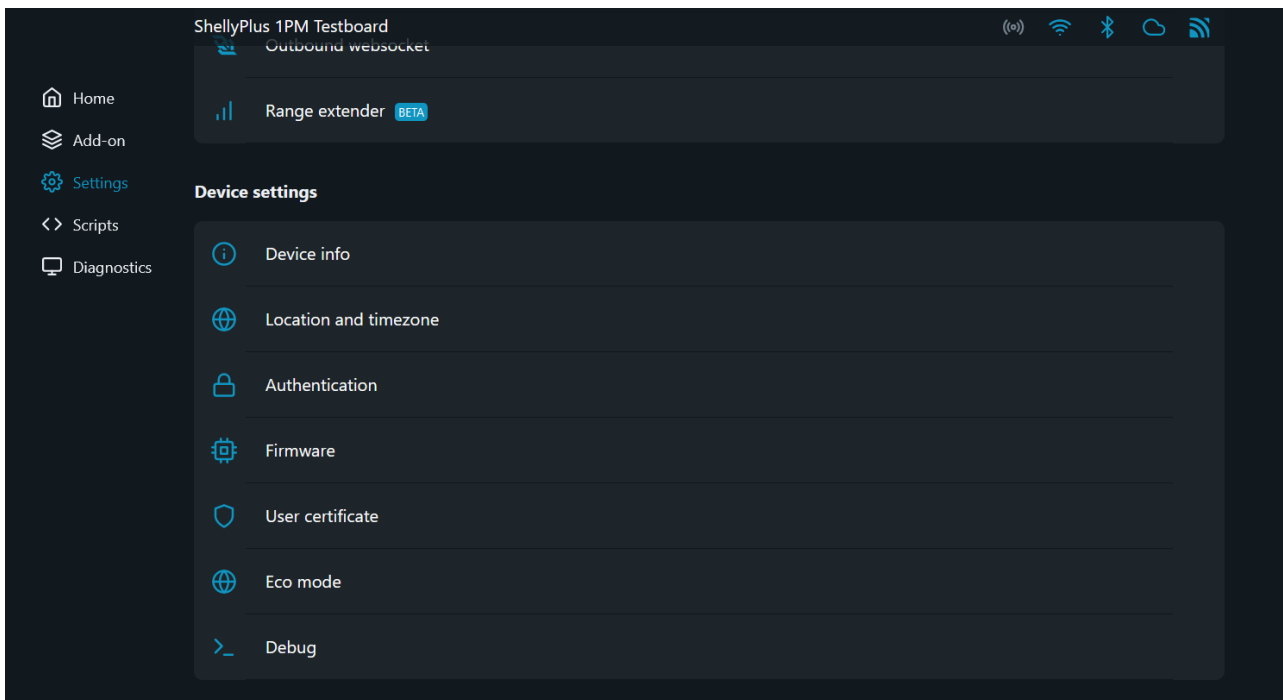 ShellyPlus 1PM Testboard
Outbound websocket
Range extender BETA
Home
Add-on
Settings
Scripts
Diagnostics
Device settings
Device info
Location and timezone
Authentication
Firmware
User certificate
Eco mode
Debug